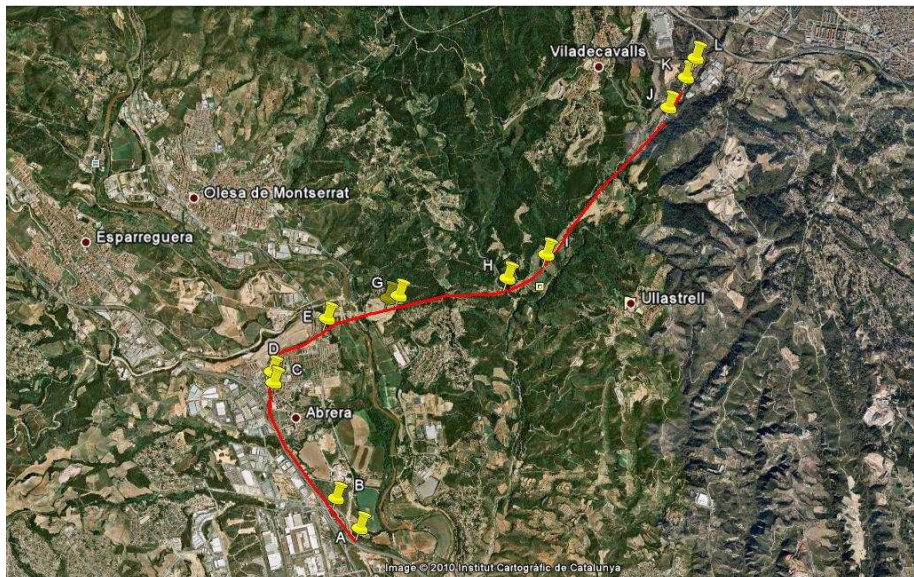 Viladecavalls
L
K
J
Olesa de Montserrat
Esparreguera
I
H
G
Ullastrell
E
D
C
Abrera
B
A
Image © 2010 Institut Cartogràfic de Catalunya